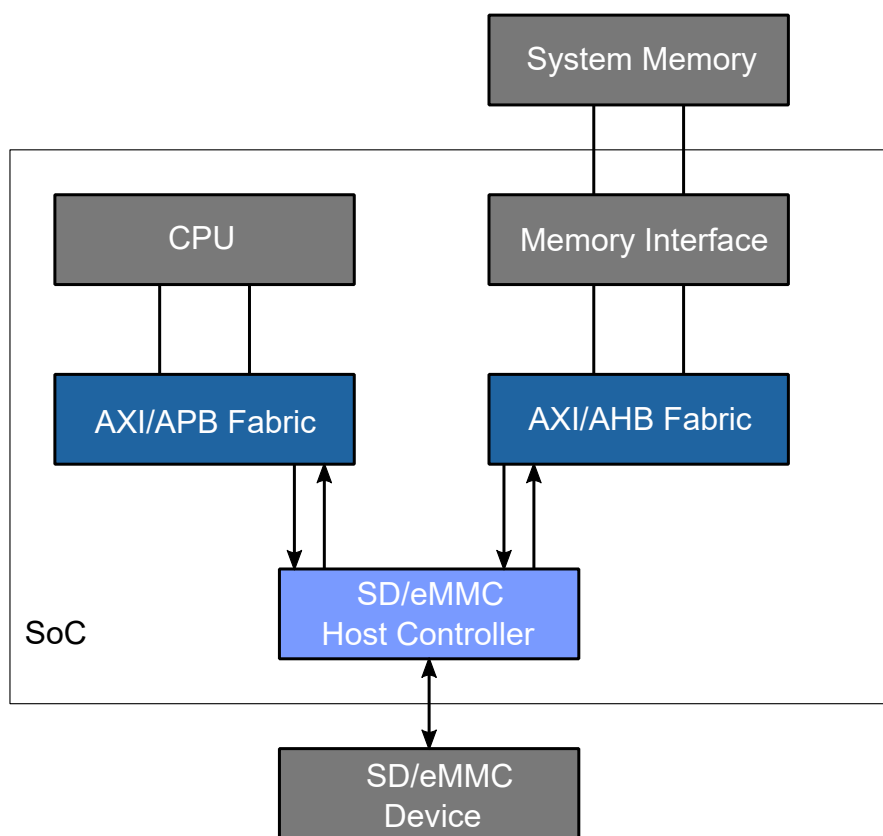 System Memory
CPU
Memory Interface
AXI/APB Fabric
AXI/AHB Fabric
SD/eMMC
Host Controller
SoC
SD/eMMC
Device